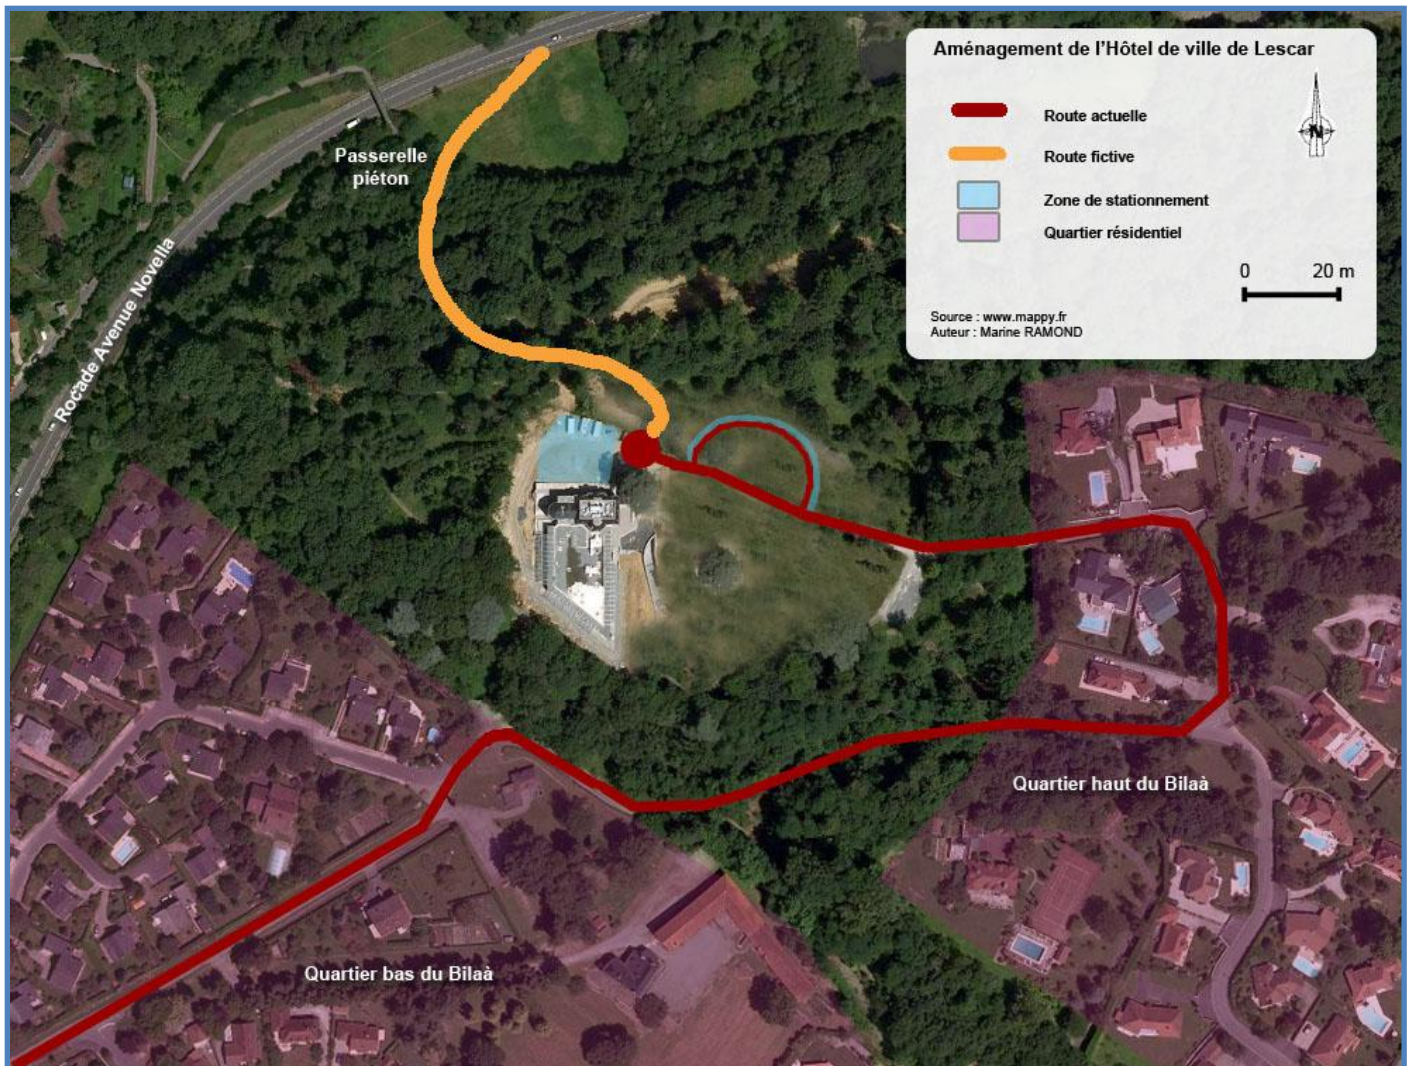 Aménagement de l'Hôtel de ville de Lescar
Route actuelle
Route fictive
Zone de stationnement
Quartier résidentiel
N
0 20 m
Source : www.mappy.fr
Auteur : Marine RAMOND
Passerelle
piéton
Rocade Avenue Novella
Quartier haut du Bilaà
Quartier bas du Bilaà